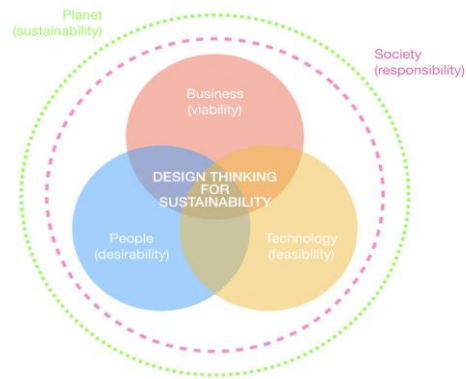 Planet
(sustainability)
Society
(responsibility)
Business
(viability)
DESIGN THINKING
FOR
SUSTAINABILITY
People
(desirability)
Technology
(feasibility)